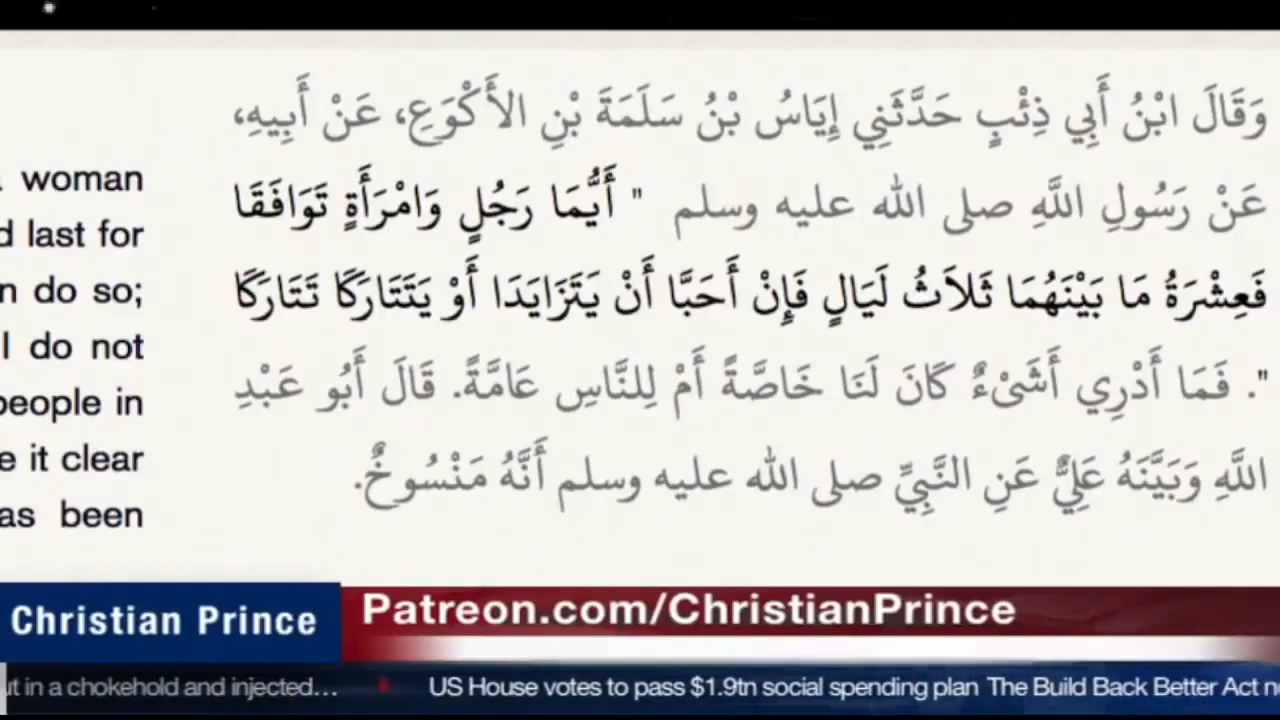 وَقَالَ ابْنُ أَبِي ذِئْبٍ حَدَّثَنِي إِيَاسُ بْنُ سَلَمَةَ بْنِ الأَكْوَعِ، عَنْ أَبِيهِ،
عَنْ رَسُولِ اللَّهِ صلى الله عليه وسلم " أَيُّمَا رَجُلٍ وَامْرَأَةٍ تَوَافَقَا
فَعِشْرَةُ مَا بَيْنَهُمَا ثَلاَثُ لَيَالٍ فَإِنْ أَحَبَّا أَنْ يَتَزَايَدَا أَوْ يَتَتَارَكَا تَتَارَكَا
". فَمَا أَدْرِي أَشَىْءٌ كَانَ لَنَا خَاصَّةً أَمْ لِلنَّاسِ عَامَّةً. قَالَ أَبُو عَبْدِ
اللَّهِ وَبَيَّنَهُ عَلِيٌّ عَنِ النَّبِيِّ صلى الله عليه وسلم أَنَّهُ مَنْسُوخٌ.
woman
last for
do so;
I do not
people in
it clear
been
Christian Prince
Patreon.com/ChristianPrince
in a chokehold and injected...
US House votes to pass $1.9tn social spending plan The Build Back Better Act